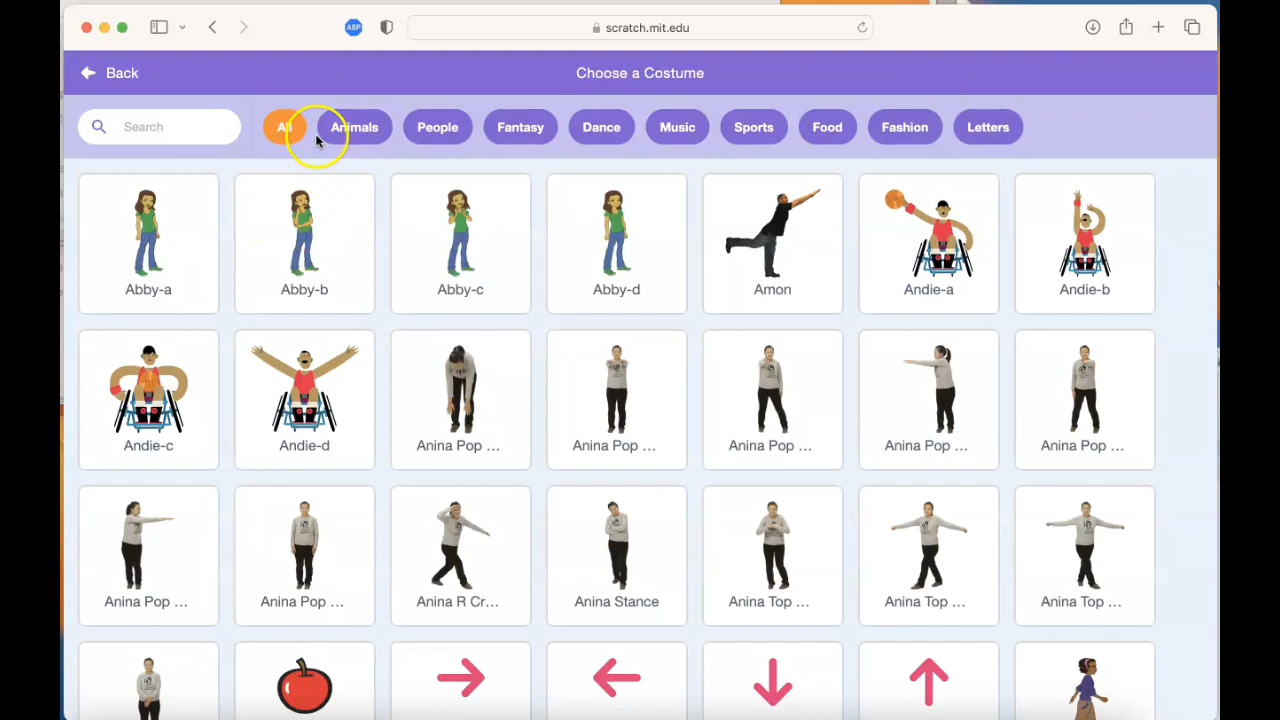 ABP
scratch.mit.edu
Back
Choose a Costume
Search
All
Animals
People
Fantasy
Dance
Music
Sports
Food
Fashion
Letters
Abby-a
Abby-b
Abby-c
Abby-d
Amon
Andie-a
Andie-b
Andie-c
Andie-d
Anina Pop ...
Anina Pop ...
Anina Pop ...
Anina Pop ...
Anina Pop ...
Anina Pop ...
Anina Pop ...
Anina R Cr...
Anina Stance
Anina Top ...
Anina Top ...
Anina Top ...